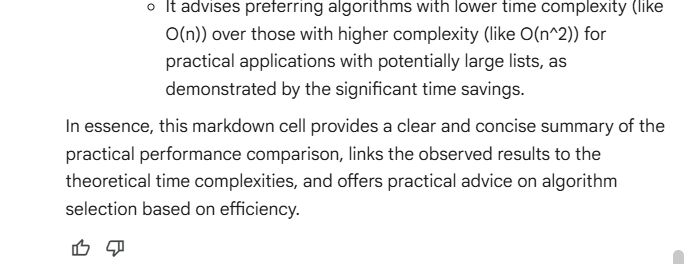 It advises preferring algorithms with lower time complexity (like
O(n)) over those with higher complexity (like O(n^2)) for
practical applications with potentially large lists, as
demonstrated by the significant time savings.
In essence, this markdown cell provides a clear and concise summary of the
practical performance comparison, links the observed results to the
theoretical time complexities, and offers practical advice on algorithm
selection based on efficiency.